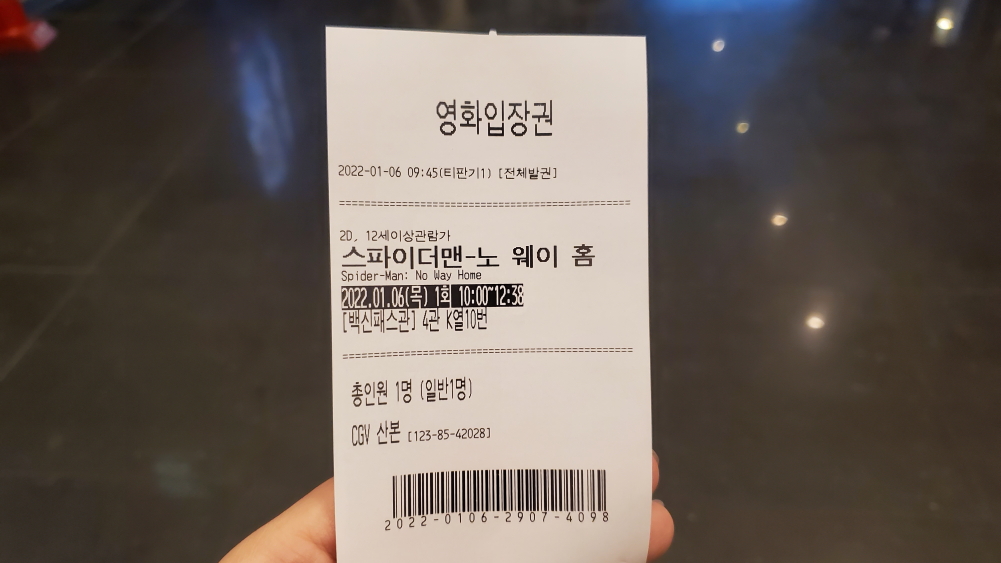 영화입장권
2022-01-06 09:45(티판기1) [전체발권]
2D, 12세이상관람가
스파이더맨-노 웨이 홈
Spider-Man: No Way Home
2022.01.06(목) 1회 10:00~12:38
[백신패스관] 4관 K열10번
총인원 1명 (일반1명)
CGV 산본 [123-85-42028]
2022-0106-2907-4098